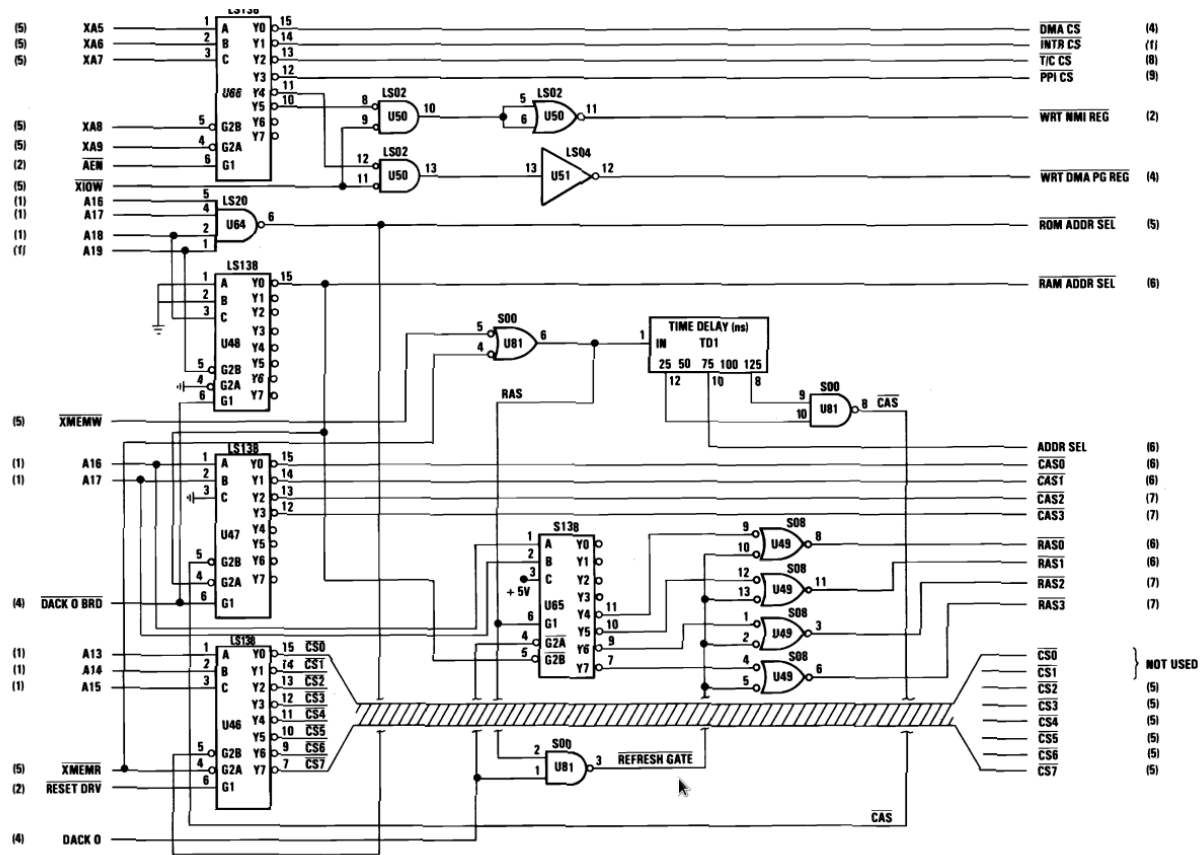 LS138
(5) XA5 1 A Y0 15 DMA CS (4)
(5) XA6 2 B Y1 14 INTR CS (1)
(5) XA7 3 C Y2 13 T/C CS (8)
Y3 12 PPI CS (9)
U66 Y4 11
Y5 10
Y6
Y7
LS02 LS02
8 9 U50 10 5 6 U50 11 WRT NMI REG (2)
(5) XA8 5 G2B
(5) XA9 4 G2A
(2) AEN 6 G1
LS02 LS04
12 11 U50 13 13 U51 12 WRT DMA PG REG (4)
(5) XIOW
(1) A16 5 LS20
(1) A17 4
(1) A18 2 U64 6 ROM ADDR SEL (5)
(1) A19 1
LS138
1 A Y0 15 RAM ADDR SEL (6)
2 B Y1
3 C Y2
Y3
U48 Y4
5 G2B Y5
4 G2A Y6
6 G1 Y7
S00
5 4 U81 6
TIME DELAY (ns)
1 IN TD1
25 50 75 100 125
12 10 8
RAS
S00
9 10 U81 8 CAS
(5) XMEMW
ADDR SEL (6)
LS138
(1) A16 1 A Y0 15 CAS0 (6)
(1) A17 2 B Y1 14 CAS1 (6)
3 C Y2 13 CAS2 (7)
Y3 12 CAS3 (7)
U47 Y4
Y5
5 G2B Y6
4 G2A Y7
(4) DACK 0 BRD 6 G1
S138
1 A Y0
2 B Y1
3 C Y2
+5V
U65 Y3
6 G1 Y4 11
4 G2A Y5 10
5 G2B Y6 9
Y7 7
S08
9 10 U49 8 RAS0 (6)
S08
12 13 U49 11 RAS1 (6)
S08
1 2 U49 3 RAS2 (7)
S08
4 5 U49 6 RAS3 (7)
LS138
(1) A13 1 A Y0 15 CS0
(1) A14 2 B Y1 14 CS1
(1) A15 3 C Y2 13 CS2
Y3 12 CS3
U46 Y4 11 CS4
Y5 10 CS5
5 G2B Y6 9 CS6
(5) XMEMR 4 G2A Y7 7 CS7
(2) RESET DRV 6 G1
CS0
CS1
NOT USED
CS2 (5)
CS3 (5)
CS4 (5)
CS5 (5)
CS6 (5)
CS7 (5)
S00
2 1 U81 3 REFRESH GATE
CAS
(4) DACK 0